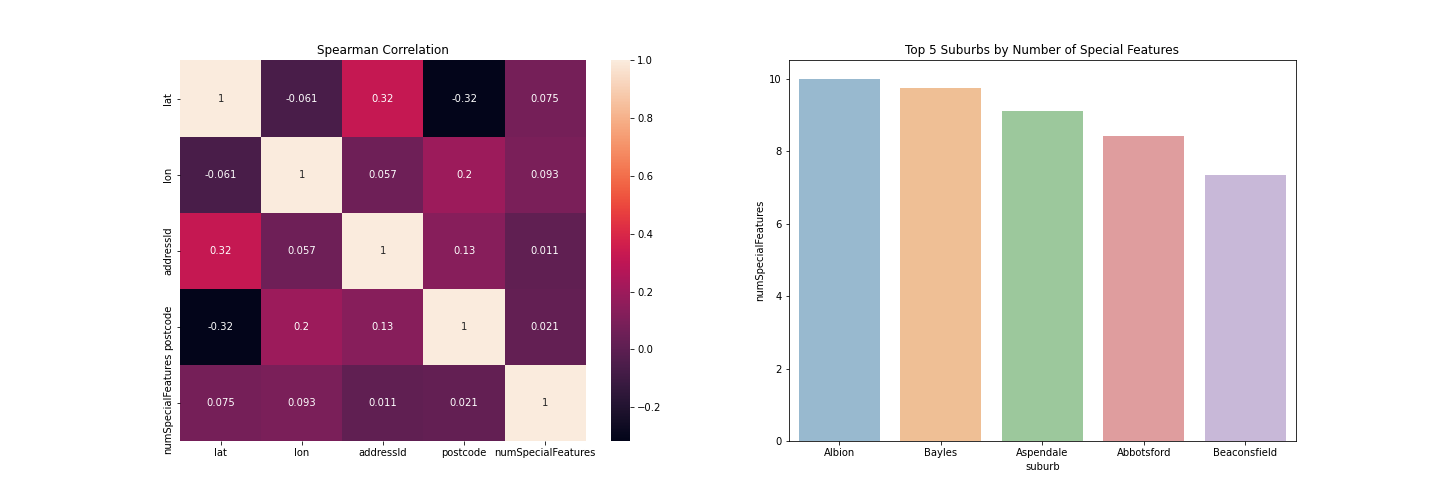 Spearman Correlation
lat
lon
addressId
postcode
numSpecialFeatures
1 -0.061 0.32 -0.32 0.075
-0.061 1 0.057 0.2 0.093
0.32 0.057 1 0.13 0.011
-0.32 0.2 0.13 1 0.021
0.075 0.093 0.011 0.021 1
lat lon addressId postcode numSpecialFeatures
1.0
0.8
0.6
0.4
0.2
0.0
−0.2
Top 5 Suburbs by Number of Special Features
numSpecialFeatures
10
8
6
4
2
0
Albion Bayles Aspendale Abbotsford Beaconsfield
suburb